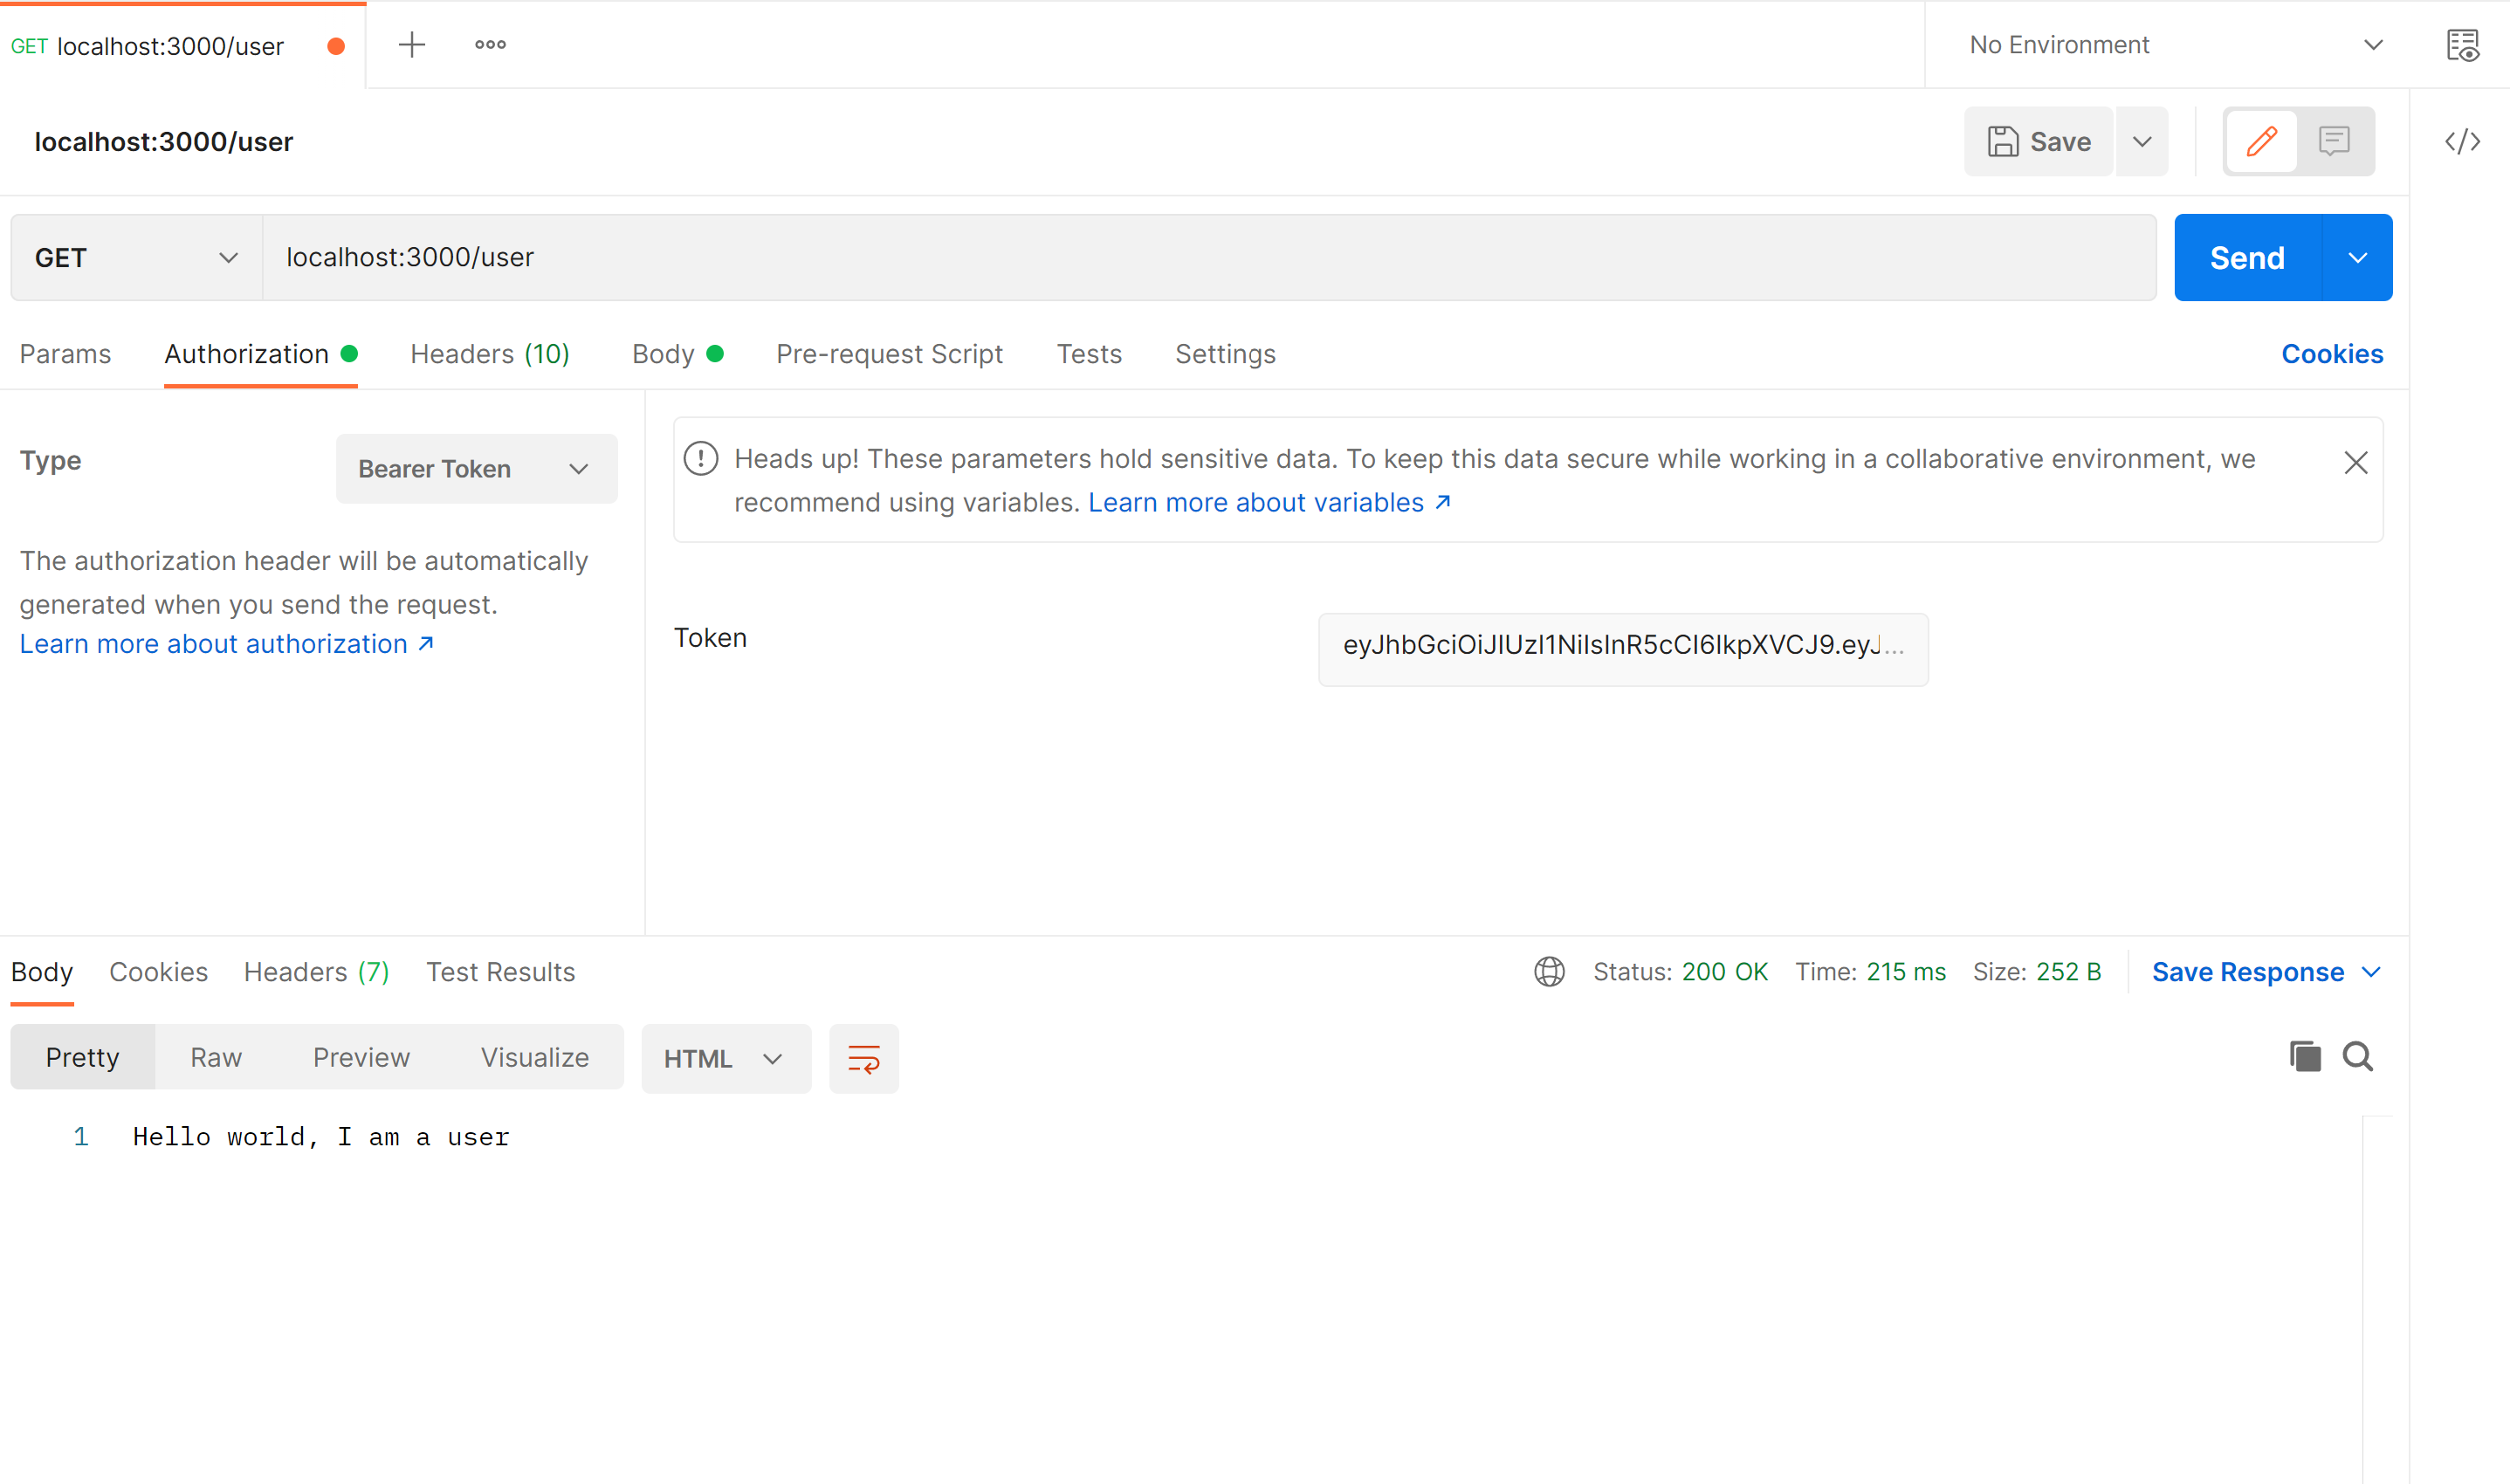 GET localhost:3000/user
No Environment
localhost:3000/user
Save
GET localhost:3000/user Send
Params Authorization Headers (10) Body Pre-request Script Tests Settings Cookies
Type Bearer Token
The authorization header will be automatically
generated when you send the request.
Learn more about authorization ↗
Heads up! These parameters hold sensitive data. To keep this data secure while working in a collaborative environment, we
recommend using variables. Learn more about variables ↗
Token eyJhbGciOiJIUzI1NiIsInR5cCI6IkpXVCJ9.eyJ...
Body Cookies Headers (7) Test Results Status: 200 OK Time: 215 ms Size: 252 B Save Response
Pretty Raw Preview Visualize HTML
1 Hello world, I am a user